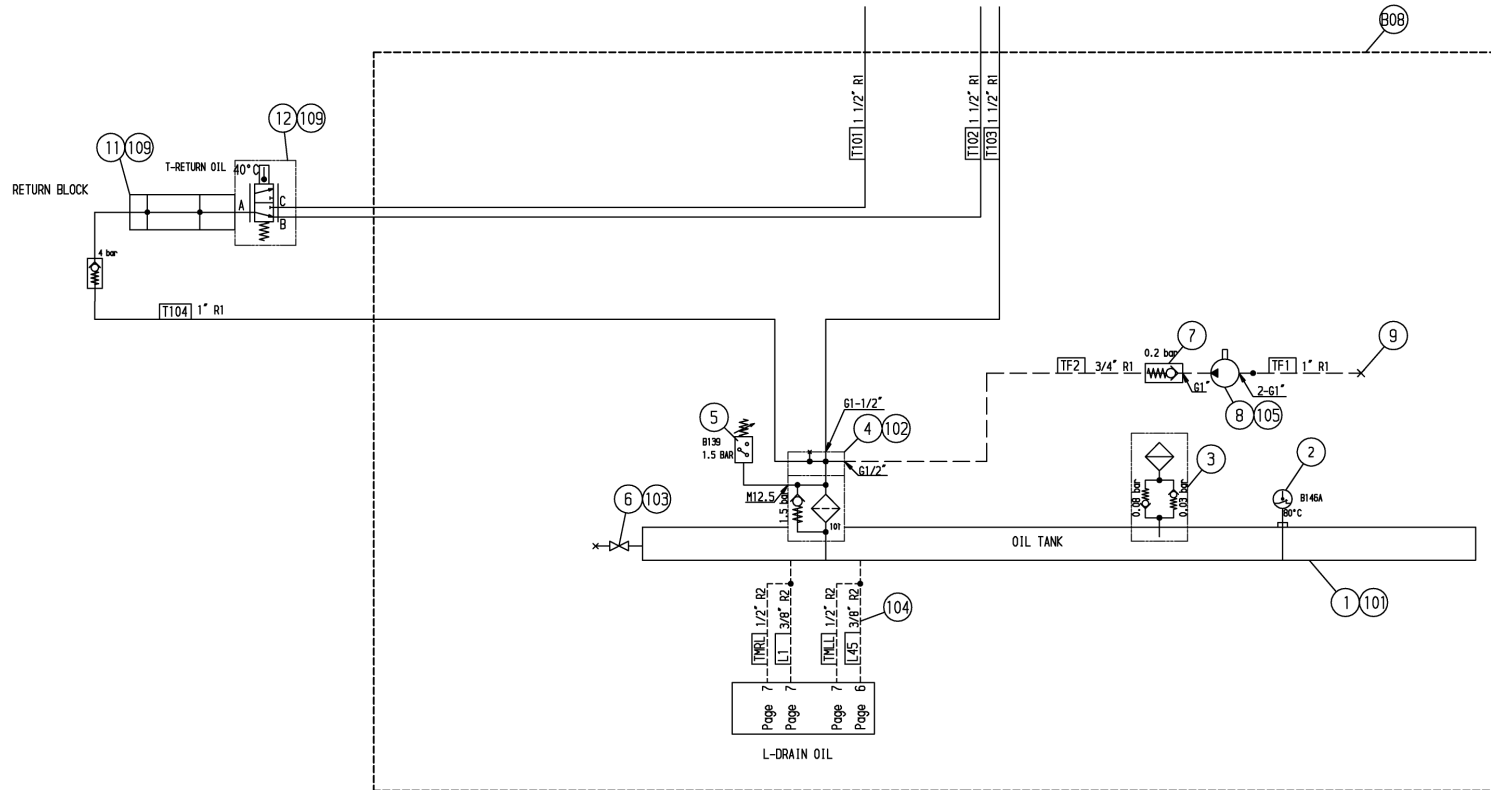 B08
T101 1 1/2" R1
T102 1 1/2" R1
T103 1 1/2" R1
12 109
11 109
T-RETURN OIL 40°C
RETURN BLOCK
A
C
B
4 bar
T104 1" R1
7
9
0.2 bar
TF2 3/4" R1
TF1 1" R1
G1"
2-G1"
8 105
G1-1/2"
5
4 102
B139
1.5 BAR
G1/2"
3
2
M12.5
1.5 bar
0.08 bar
0.03 bar
B146A
80°C
6 103
10T
OIL TANK
1 101
104
TMRL 1/2" R2
L1 3/8" R2
TMLL 1/2" R2
L45 3/8" R2
Page 7
Page 7
Page 7
Page 6
L-DRAIN OIL